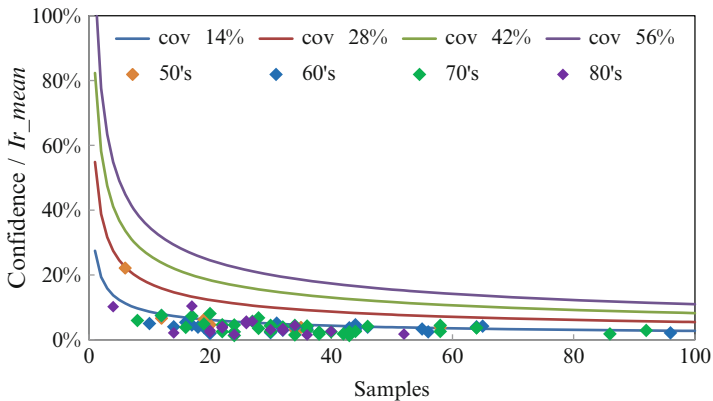 100%
cov 14% cov 28% cov 42% cov 56%
50's 60's 70's 80's
80%
60%
40%
20%
0%
0 20 40 60 80 100
Samples
Confidence / Ir_mean